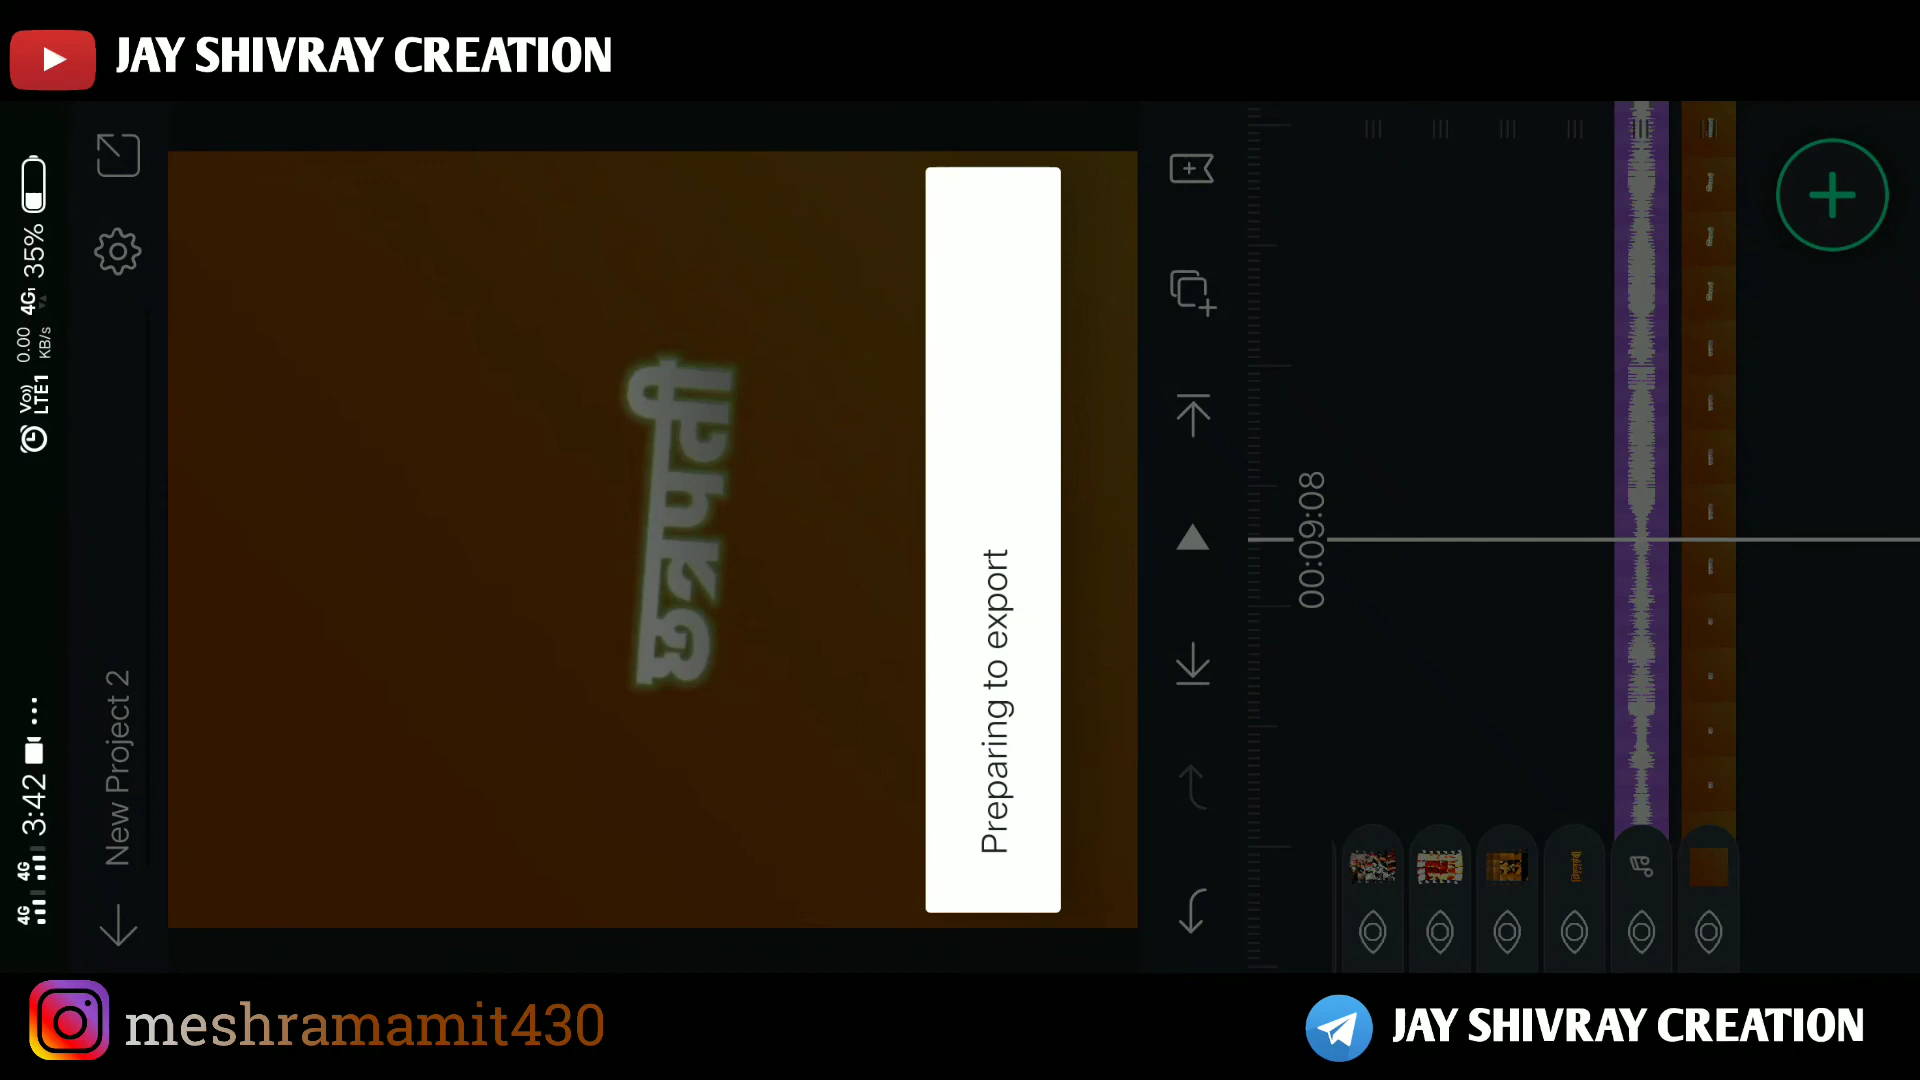 JAY SHIVRAY CREATION
4G 4G 3:42 ...
Vo)) LTE1 0.00 KB/s 4G 35%
New Project 2
छत्रपती
Preparing to export
00:09:08
meshramamit430
JAY SHIVRAY CREATION